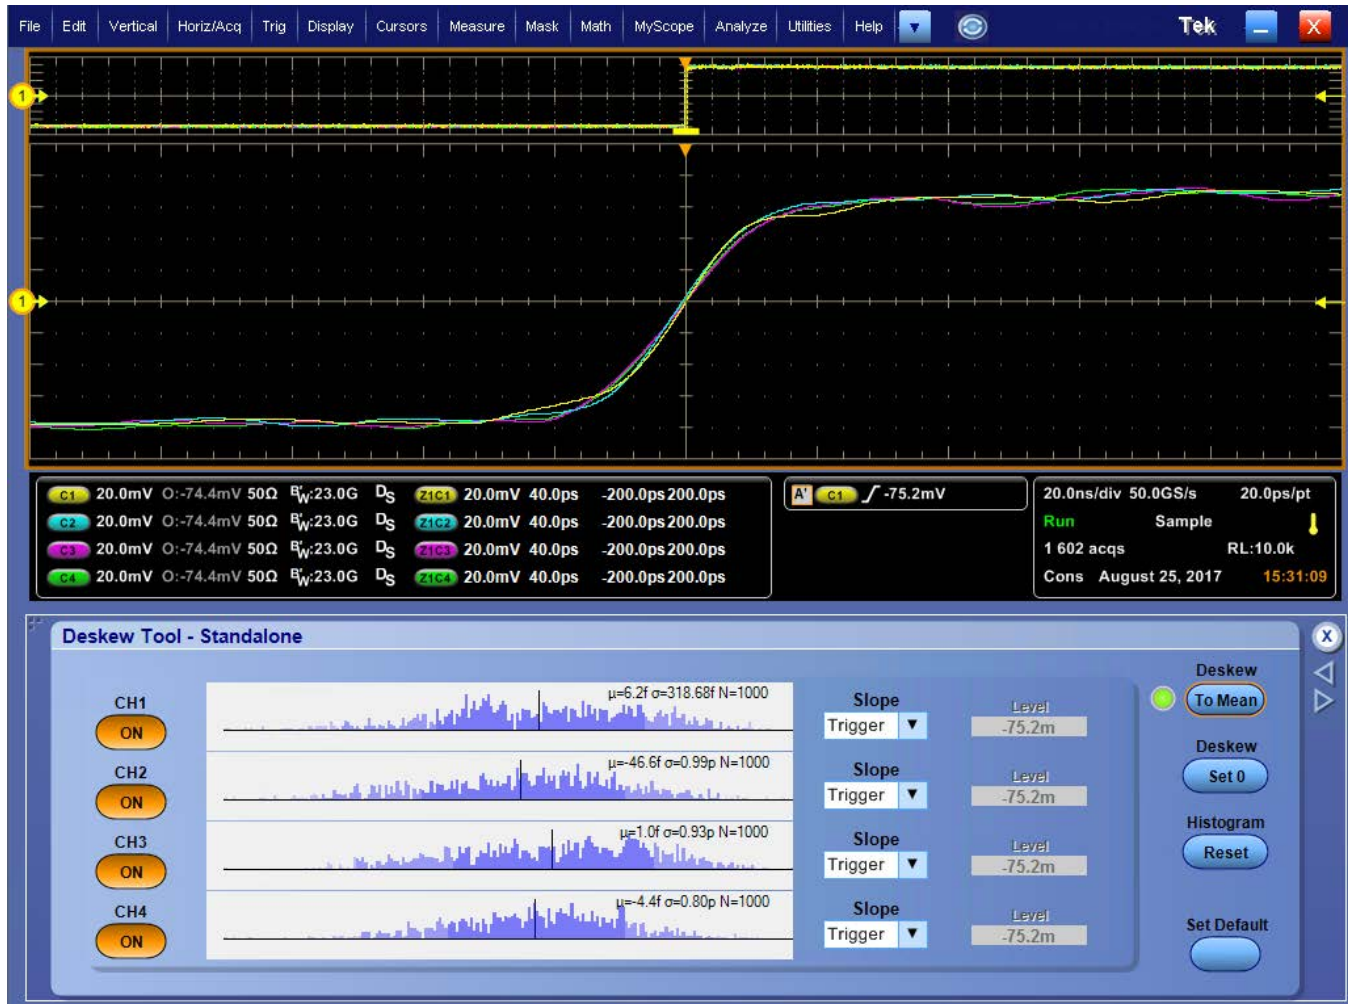 File Edit Vertical Horiz/Acq Trig Display Cursors Measure Mask Math MyScope Analyze Utilities Help Tek X
1
1
C1 20.0mV O:-74.4mV 50Ω B'W:23.0G DS Z1C1 20.0mV 40.0ps -200.0ps 200.0ps
C2 20.0mV O:-74.4mV 50Ω B'W:23.0G DS Z1C2 20.0mV 40.0ps -200.0ps 200.0ps
C3 20.0mV O:-74.4mV 50Ω B'W:23.0G DS Z1C3 20.0mV 40.0ps -200.0ps 200.0ps
C4 20.0mV O:-74.4mV 50Ω B'W:23.0G DS Z1C4 20.0mV 40.0ps -200.0ps 200.0ps
A' C1 -75.2mV
20.0ns/div 50.0GS/s 20.0ps/pt
Run Sample
1 602 acqs RL:10.0k
Cons August 25, 2017 15:31:09
Deskew Tool - Standalone X
CH1
ON
μ=6.2f σ=318.68f N=1000
Slope
Trigger
Level
-75.2m
CH2
ON
μ=-46.6f σ=0.99p N=1000
Slope
Trigger
Level
-75.2m
CH3
ON
μ=1.0f σ=0.93p N=1000
Slope
Trigger
Level
-75.2m
CH4
ON
μ=-4.4f σ=0.80p N=1000
Slope
Trigger
Level
-75.2m
Deskew
To Mean
Deskew
Set 0
Histogram
Reset
Set Default